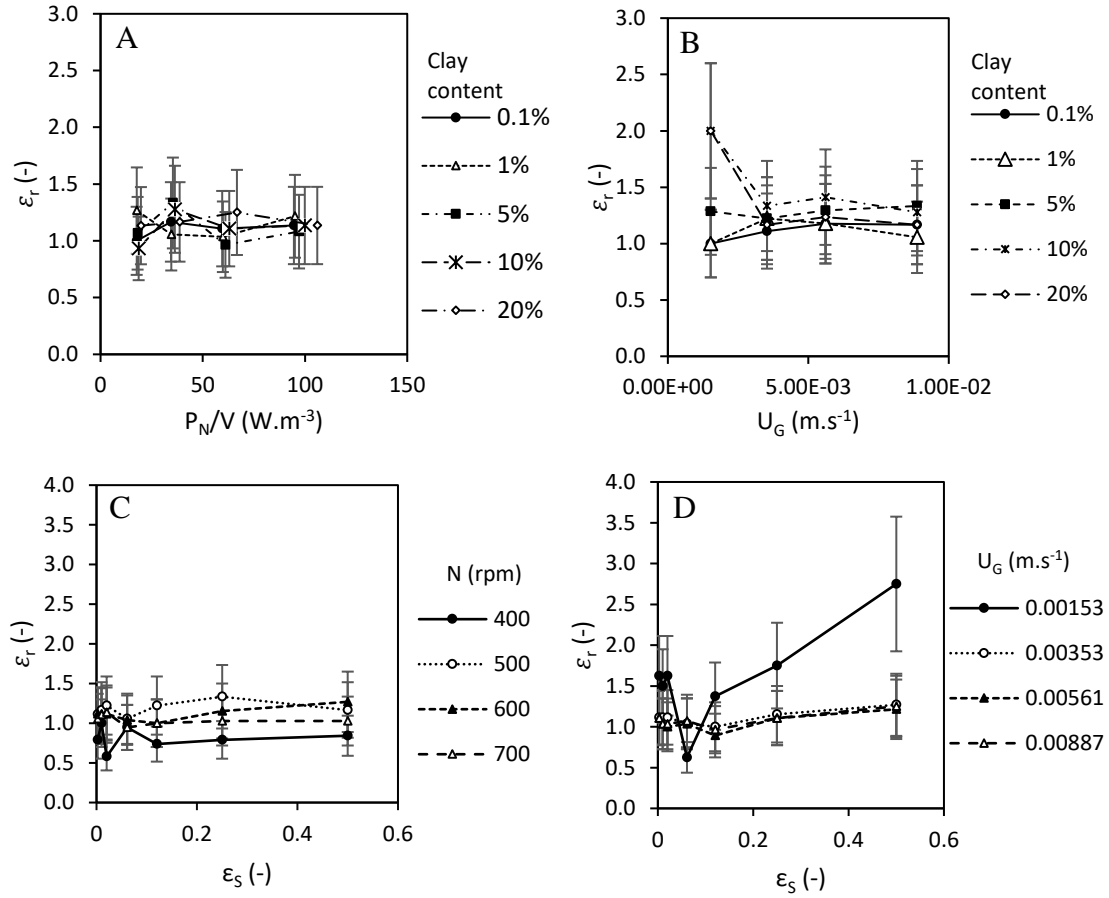 A
3.0
2.5
2.0
1.5
1.0
0.5
0.0
εr (-)
0
50
100
150
PN/V (W.m-3)
Clay
content
0.1%
1%
5%
10%
20%
B
3.0
2.5
2.0
1.5
1.0
0.5
0.0
εr (-)
0.00E+00
5.00E-03
1.00E-02
UG (m.s-1)
Clay
content
0.1%
1%
5%
10%
20%
C
4.0
3.5
3.0
2.5
2.0
1.5
1.0
0.5
0.0
εr (-)
0
0.2
0.4
0.6
εS (-)
N (rpm)
400
500
600
700
D
4.0
3.5
3.0
2.5
2.0
1.5
1.0
0.5
0.0
εr (-)
0
0.2
0.4
0.6
εS (-)
UG (m.s-1)
0.00153
0.00353
0.00561
0.00887